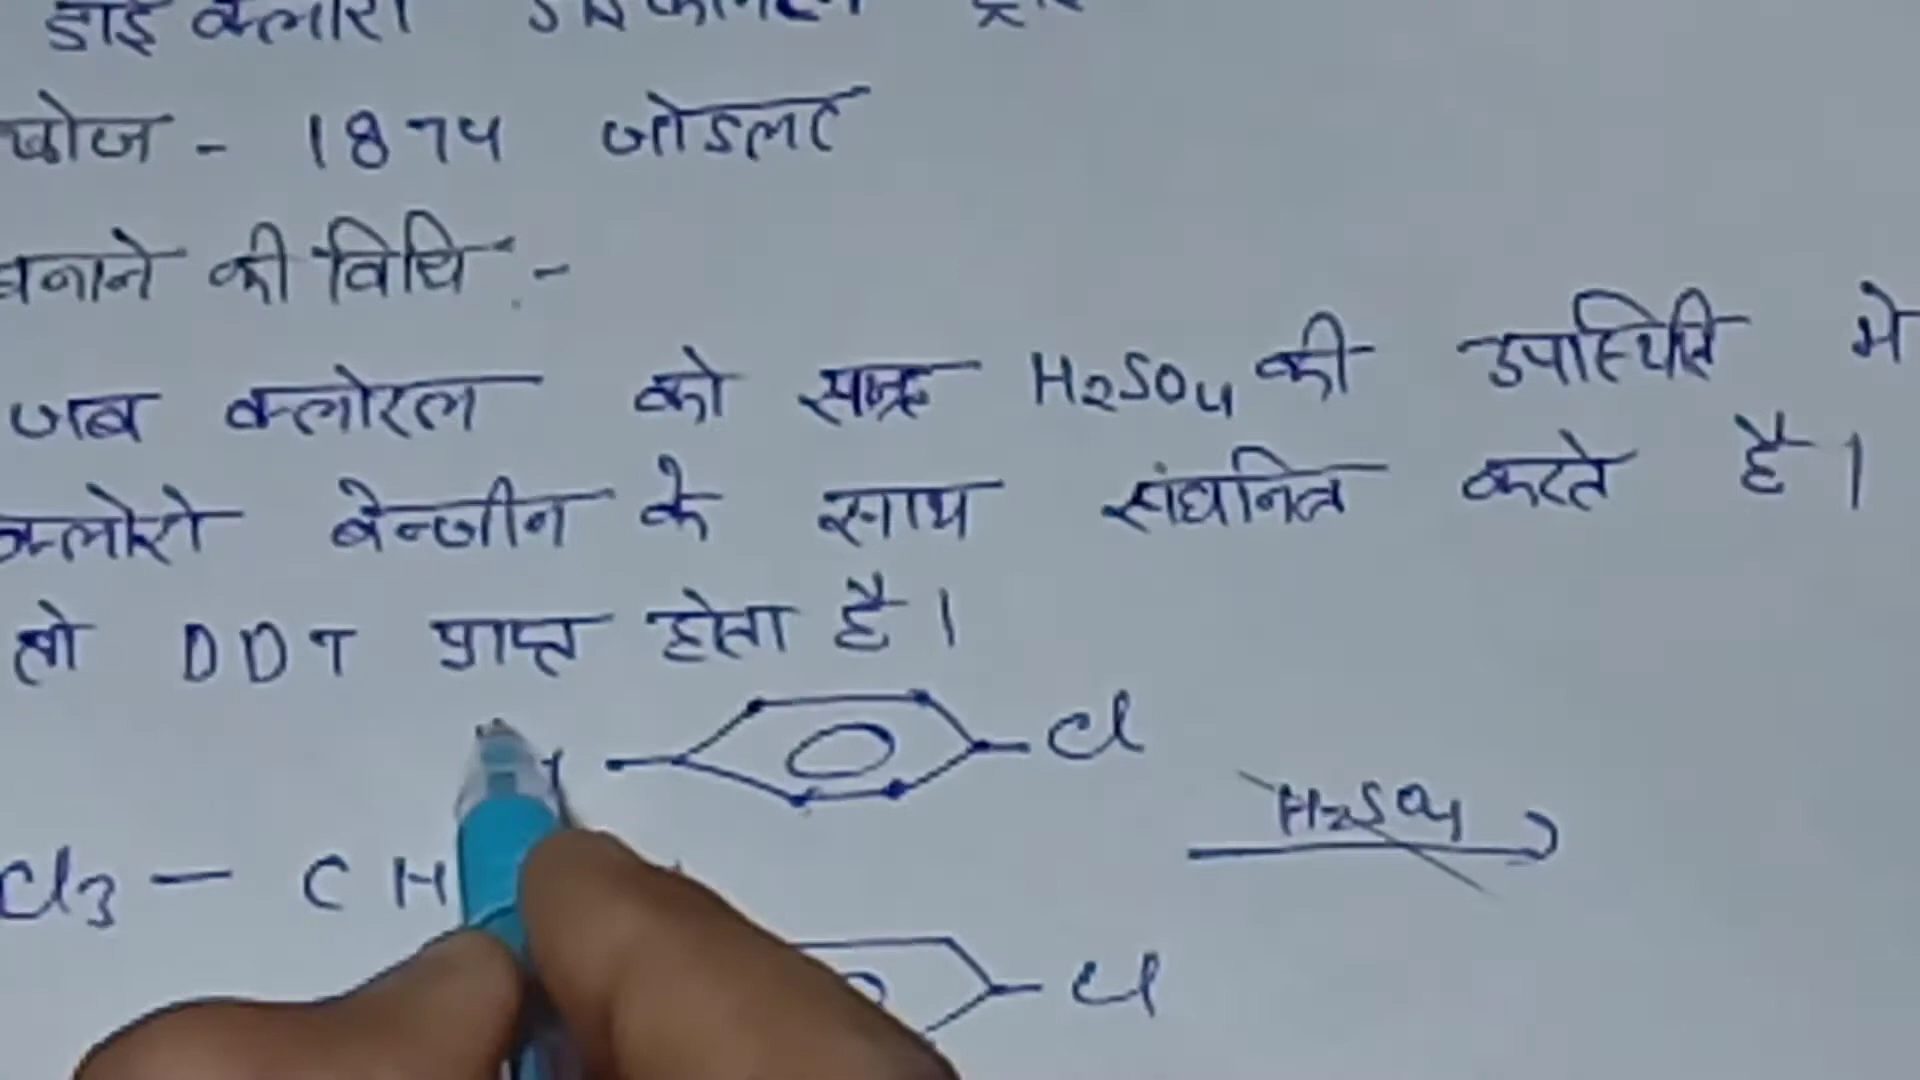 डाई क्लोरो
खोज - 1874 जोडलर
बनाने की विधि :-
जब क्लोरल को सान्द्र H2SO4 की उपस्थिति मे
क्लोरो बेन्जीन के साथ संघनित करते है।
तो DDT प्राप्त होता है।
Cl
H2SO4
Cl3 - CH
Cl